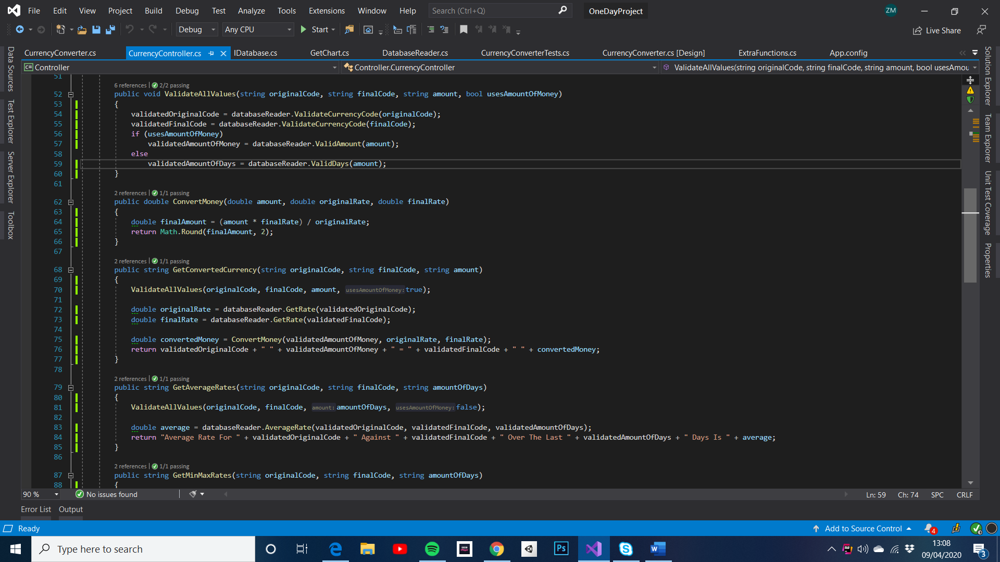 File Edit View Project Build Debug Test Analyze Tools Extensions Window Help Search (Ctrl+Q) OneDayProject ZM
Debug Any CPU Start Live Share
CurrencyConverter.cs CurrencyController.cs IDatabase.cs GetChart.cs DatabaseReader.cs CurrencyConverterTests.cs CurrencyConverter.cs [Design] ExtraFunctions.cs App.config
C# Controller Controller.CurrencyController ValidateAllValues(string originalCode, string finalCode, string amount, bool usesAmou
Data Sources
Test Explorer
Server Explorer
Toolbox
51
6 references | 2/2 passing
52 public void ValidateAllValues(string originalCode, string finalCode, string amount, bool usesAmountOfMoney)
53 {
54 validatedOriginalCode = databaseReader.ValidateCurrencyCode(originalCode);
55 validatedFinalCode = databaseReader.ValidateCurrencyCode(finalCode);
56 if (usesAmountOfMoney)
57 validatedAmountOfMoney = databaseReader.ValidAmount(amount);
58 else
59 validatedAmountOfDays = databaseReader.ValidDays(amount);
60 }
61
2 references | 1/1 passing
62 public double ConvertMoney(double amount, double originalRate, double finalRate)
63 {
64 double finalAmount = (amount * finalRate) / originalRate;
65 return Math.Round(finalAmount, 2);
66 }
67
2 references | 1/1 passing
68 public string GetConvertedCurrency(string originalCode, string finalCode, string amount)
69 {
70 ValidateAllValues(originalCode, finalCode, amount, usesAmountOfMoney: true);
71
72 double originalRate = databaseReader.GetRate(validatedOriginalCode);
73 double finalRate = databaseReader.GetRate(validatedFinalCode);
74
75 double convertedMoney = ConvertMoney(validatedAmountOfMoney, originalRate, finalRate);
76 return validatedOriginalCode + " " + validatedAmountOfMoney + " = " + validatedFinalCode + " " + convertedMoney;
77 }
78
2 references | 1/1 passing
79 public string GetAverageRates(string originalCode, string finalCode, string amountOfDays)
80 {
81 ValidateAllValues(originalCode, finalCode, amount: amountOfDays, usesAmountOfMoney: false);
82
83 double average = databaseReader.AverageRate(validatedOriginalCode, validatedFinalCode, validatedAmountOfDays);
84 return "Average Rate For " + validatedOriginalCode + " Against " + validatedFinalCode + " Over The Last " + validatedAmountOfDays + " Days Is " + average;
85 }
86
2 references | 1/1 passing
87 public string GetMinMaxRates(string originalCode, string finalCode, string amountOfDays)
88 {
Solution Explorer
Team Explorer
Unit Test Coverage
Properties
90 % No issues found Ln: 59 Ch: 74 SPC CRLF
Error List Output
Ready Add to Source Control 4
Type here to search Ps 13:08
09/04/2020 3